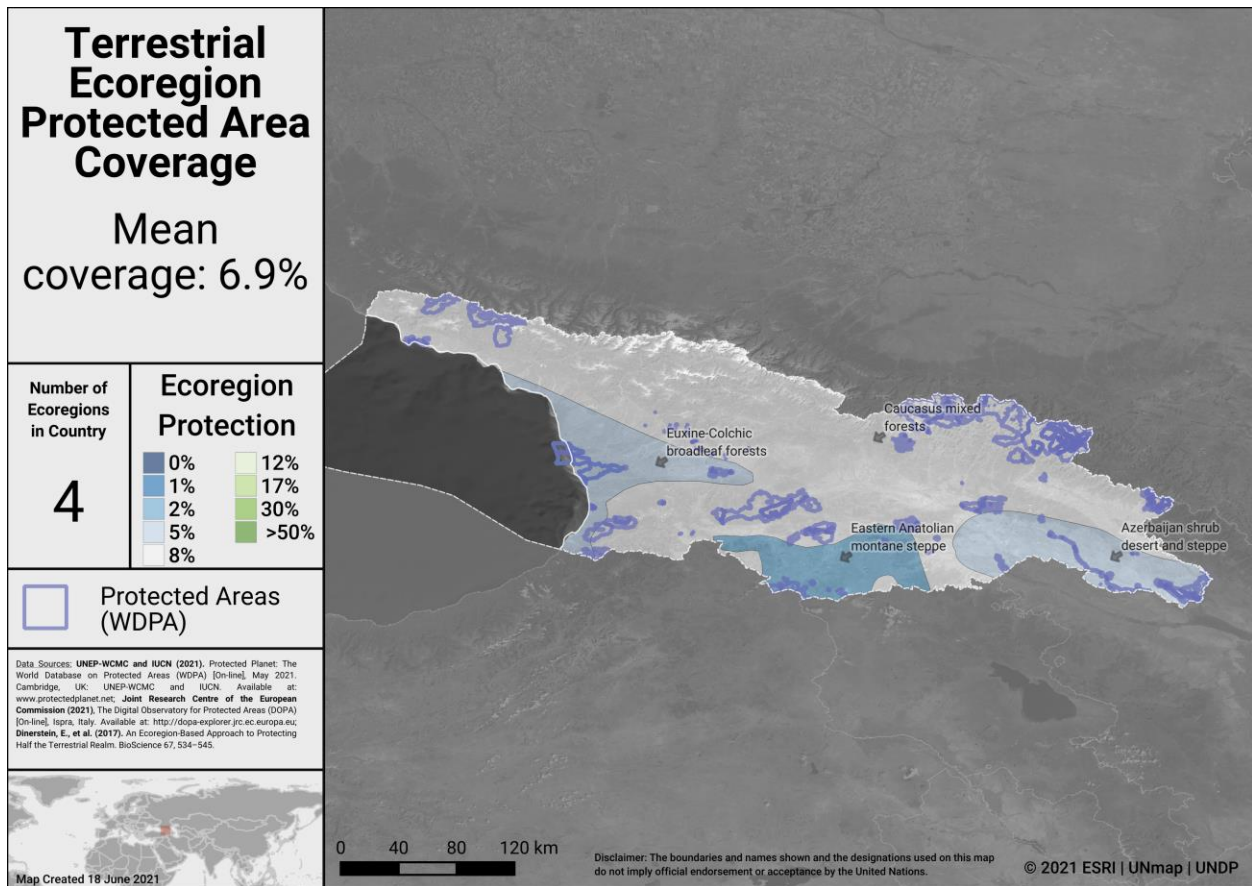 Terrestrial
Ecoregion
Protected Area
Coverage
Mean
coverage: 6.9%
Number of
Ecoregions
in Country
4
Ecoregion
Protection
0%
1%
2%
5%
8%
12%
17%
30%
>50%
Protected Areas
(WDPA)
Data Sources: UNEP-WCMC and IUCN (2021). Protected Planet: The
World Database on Protected Areas (WDPA) [On-line], May 2021.
Cambridge, UK: UNEP-WCMC and IUCN. Available at:
www.protectedplanet.net; Joint Research Centre of the European
Commission (2021), The Digital Observatory for Protected Areas (DOPA)
[On-line], Ispra, Italy. Available at: http://dopa-explorer.jrc.ec.europa.eu;
Dinerstein, E., et al. (2017). An Ecoregion-Based Approach to Protecting
Half the Terrestrial Realm. BioScience 67, 534–545.
Map Created 18 June 2021
Caucasus mixed
forests
Euxine-Colchic
broadleaf forests
Eastern Anatolian
montane steppe
Azerbaijan shrub
desert and steppe
0 40 80 120 km
Disclaimer: The boundaries and names shown and the designations used on this map
do not imply official endorsement or acceptance by the United Nations.
© 2021 ESRI | UNmap | UNDP